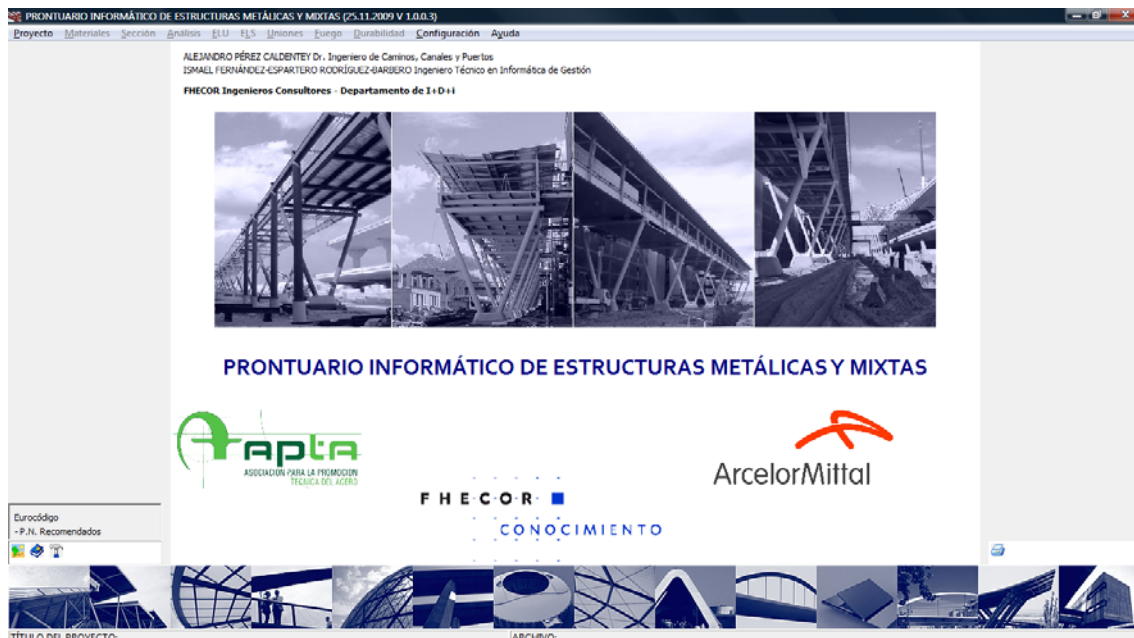 PRONTUARIO INFORMÁTICO DE ESTRUCTURAS METÁLICAS Y MIXTAS (25.11.2009 V 1.0.0.3)
Proyecto Materiales Sección Análisis ELU ELS Uniones Fuego Durabilidad Configuración Ayuda
ALEJANDRO PÉREZ CALDENTEY Dr. Ingeniero de Caminos, Canales y Puertos
ISMAEL FERNÁNDEZ-ESPARTERO RODRÍGUEZ-BARBERO Ingeniero Técnico en Informática de Gestión
FHECOR Ingenieros Consultores - Departamento de I+D+i
PRONTUARIO INFORMÁTICO DE ESTRUCTURAS METÁLICAS Y MIXTAS
apta
ASOCIACIÓN PARA LA PROMOCIÓN
TÉCNICA DEL ACERO
ArcelorMittal
FHECOR
CONOCIMIENTO
Eurocódigo
-P.N. Recomendados
TÍTULO DEL PROYECTO:
ARCHIVO: